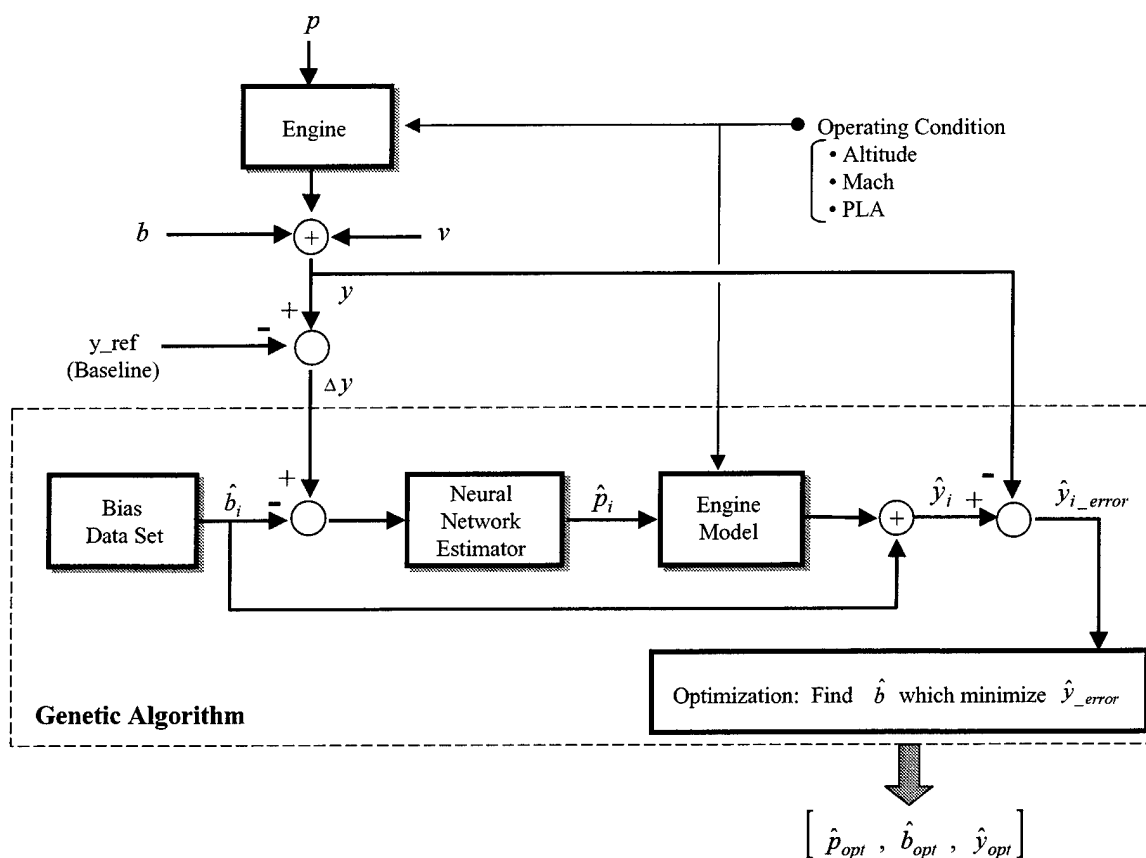 p
Engine
Operating Condition
• Altitude
• Mach
• PLA
b
+
v
y
+
-
y_ref
(Baseline)
Δy
Bias
Data Set
b̂i
+
-
Neural
Network
Estimator
p̂i
Engine
Model
+
ŷi
+
-
ŷi_error
Optimization: Find b̂ which minimize ŷ_error
Genetic Algorithm
[ p̂opt , b̂opt , ŷopt ]